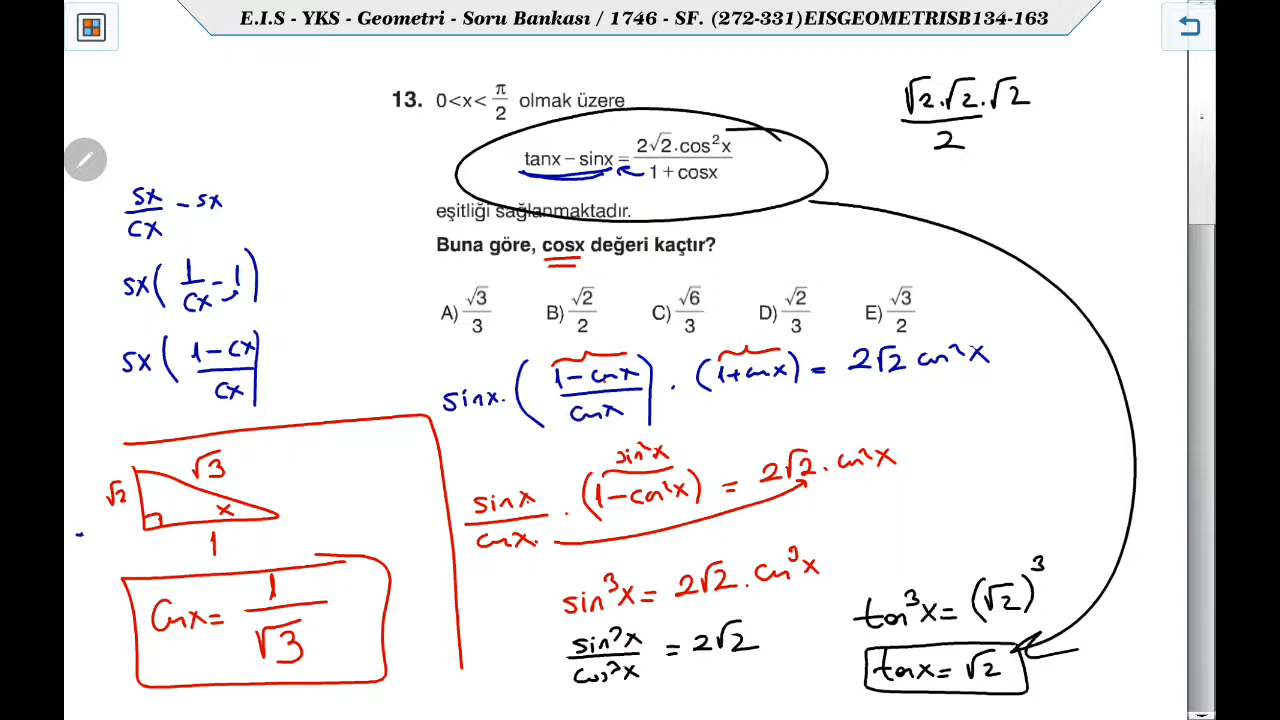 E.I.S - YKS - Geometri - Soru Bankası / 1746 - SF. (272-331)EISGEOMETRISB134-163
13. 0<x<π/2 olmak üzere
tanx − sinx = 2√2.cos²x / 1 + cosx
eşitliği sağlanmaktadır.
Buna göre, cosx değeri kaçtır?
A) √3/3 B) √2/2 C) √6/3 D) √2/3 E) √3/2
√2.√2.√2 / 2
sx/cx − sx
sx(1/cx − 1)
sx(1−cx/cx)
sinx.(1−cosx/cosx).(1+cosx) = 2√2 cos²x
sin²x
sinx/cosx . (1−cos²x) = 2√2.cos²x
sin³x = 2√2.cos³x
sin³x/cos³x = 2√2
tan³x = (√2)³
tanx = √2
√3
√2
x
1
Cosx = 1/√3